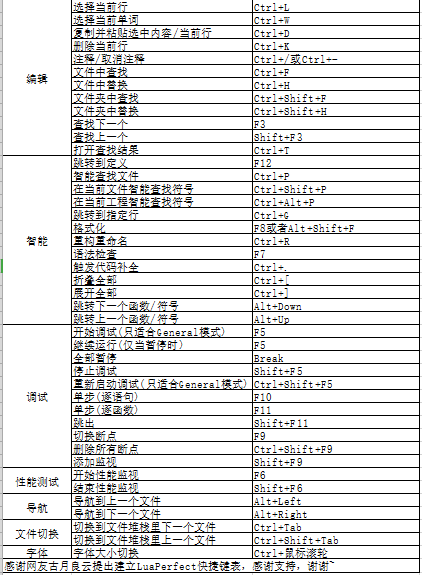 选择当前行 Ctrl+L
选择当前单词 Ctrl+W
复制并粘贴选中内容/当前行 Ctrl+D
删除当前行 Ctrl+K
注释/取消注释 Ctrl+/或Ctrl+-
编辑 文件中查找 Ctrl+F
文件中替换 Ctrl+H
文件夹中查找 Ctrl+Shift+F
文件夹中替换 Ctrl+Shift+H
查找下一个 F3
查找上一个 Shift+F3
打开查找结果 Ctrl+T
跳转到定义 F12
智能查找文件 Ctrl+P
在当前文件智能查找符号 Ctrl+Shift+P
在当前工程智能查找符号 Ctrl+Alt+P
跳转到指定行 Ctrl+G
格式化 F8或者Alt+Shift+F
智能 重构重命名 Ctrl+R
语法检查 F7
触发代码补全 Ctrl+.
折叠全部 Ctrl+[
展开全部 Ctrl+]
跳转下一个函数/符号 Alt+Down
跳转上一个函数/符号 Alt+Up
开始调试(只适合General模式) F5
继续运行(仅当暂停时) F5
全部暂停 Break
停止调试 Shift+F5
重新启动调试(只适合General模式) Ctrl+Shift+F5
调试 单步(逐语句) F10
单步(逐函数) F11
跳出 Shift+F11
切换断点 F9
删除所有断点 Ctrl+Shift+F9
添加监视 Shift+F9
性能测试 开始性能监视 F6
结束性能监视 Shift+F6
导航 导航到上一个文件 Alt+Left
导航到下一个文件 Alt+Right
文件切换 切换到文件堆栈里下一个文件 Ctrl+Tab
切换到文件堆栈里上一个文件 Ctrl+Shift+Tab
字体 字体大小切换 Ctrl+鼠标滚轮
感谢网友古月良云提出建立LuaPerfect快捷键表，感谢支持，谢谢~